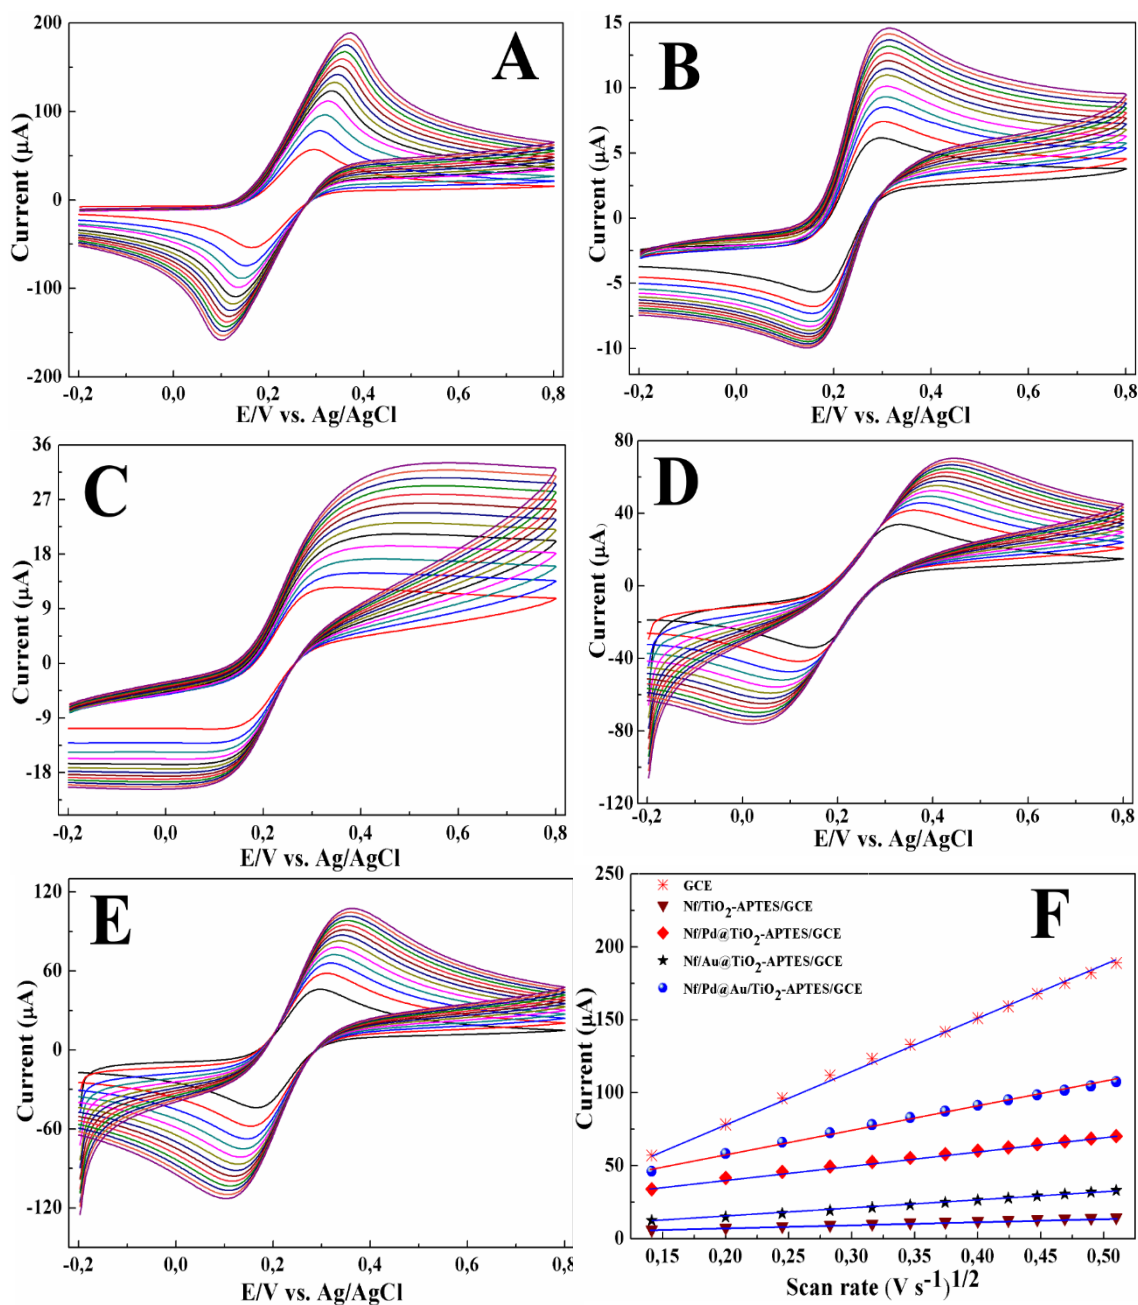 A
Current (µA)
200
100
0
-100
-200
-0,2 0,0 0,2 0,4 0,6 0,8
E/V vs. Ag/AgCl
B
Current (µA)
15
10
5
0
-5
-10
-0,2 0,0 0,2 0,4 0,6 0,8
E/V vs. Ag/AgCl
C
Current (µA)
36
27
18
9
0
-9
-18
-0,2 0,0 0,2 0,4 0,6 0,8
E/V vs. Ag/AgCl
D
Current (µA)
80
40
0
-40
-80
-120
-0,2 0,0 0,2 0,4 0,6 0,8
E/V vs. Ag/AgCl
E
Current (µA)
120
60
0
-60
-120
-0,2 0,0 0,2 0,4 0,6 0,8
E/V vs. Ag/AgCl
F
Current (µA)
250
200
150
100
50
0
GCE
Nf/TiO2-APTES/GCE
Nf/Pd@TiO2-APTES/GCE
Nf/Au@TiO2-APTES/GCE
Nf/Pd@Au/TiO2-APTES/GCE
0,15 0,20 0,25 0,30 0,35 0,40 0,45 0,50
Scan rate (V s-1)1/2